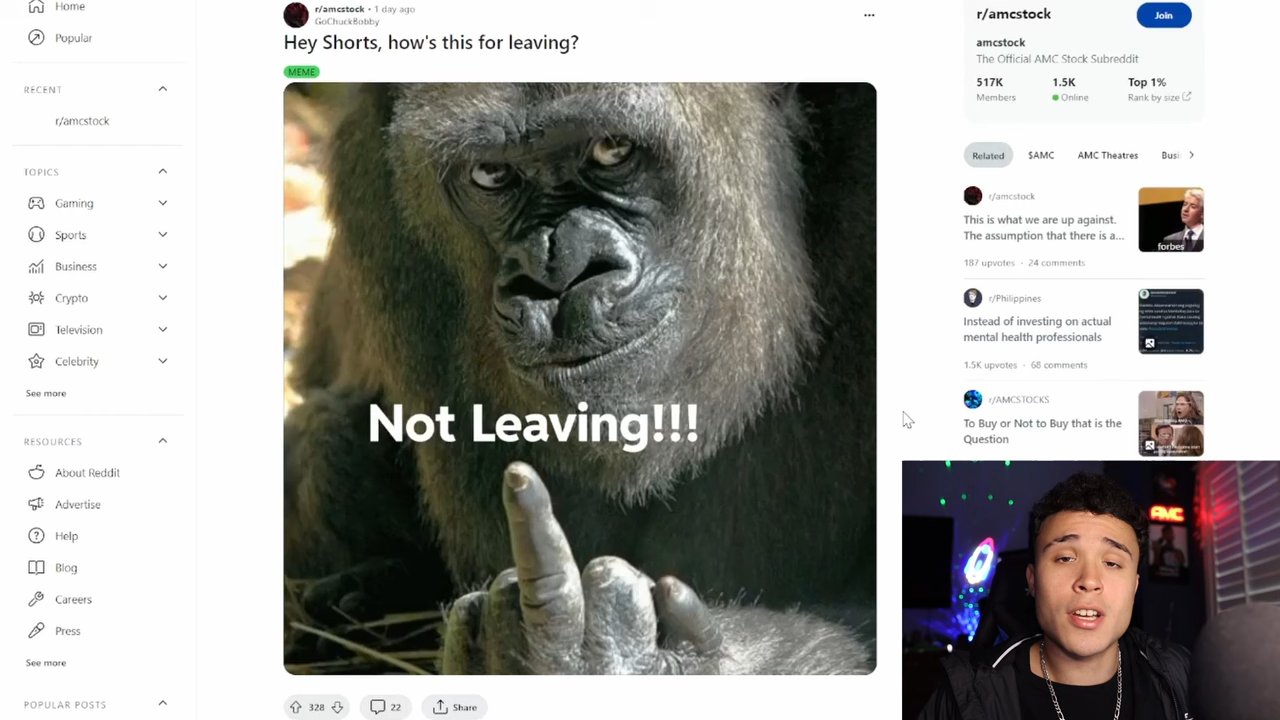 Home
Popular
RECENT
r/amcstock
TOPICS
Gaming
Sports
Business
Crypto
Television
Celebrity
See more
RESOURCES
About Reddit
Advertise
Help
Blog
Careers
Press
See more
POPULAR POSTS
r/amcstock • 1 day ago
GoChuckBobby
Hey Shorts, how's this for leaving?
MEME
Not Leaving!!!
328
22
Share
r/amcstock
Join
amcstock
The Official AMC Stock Subreddit
517K 1.5K Top 1%
Members Online Rank by size
Related $AMC AMC Theatres Busi
r/amcstock
This is what we are up against.
The assumption that there is a...
forbes
187 upvotes · 24 comments
r/Philippines
Instead of investing on actual
mental health professionals
1.5K upvotes · 68 comments
r/AMCSTOCKS
To Buy or Not to Buy that is the
Question
AMC